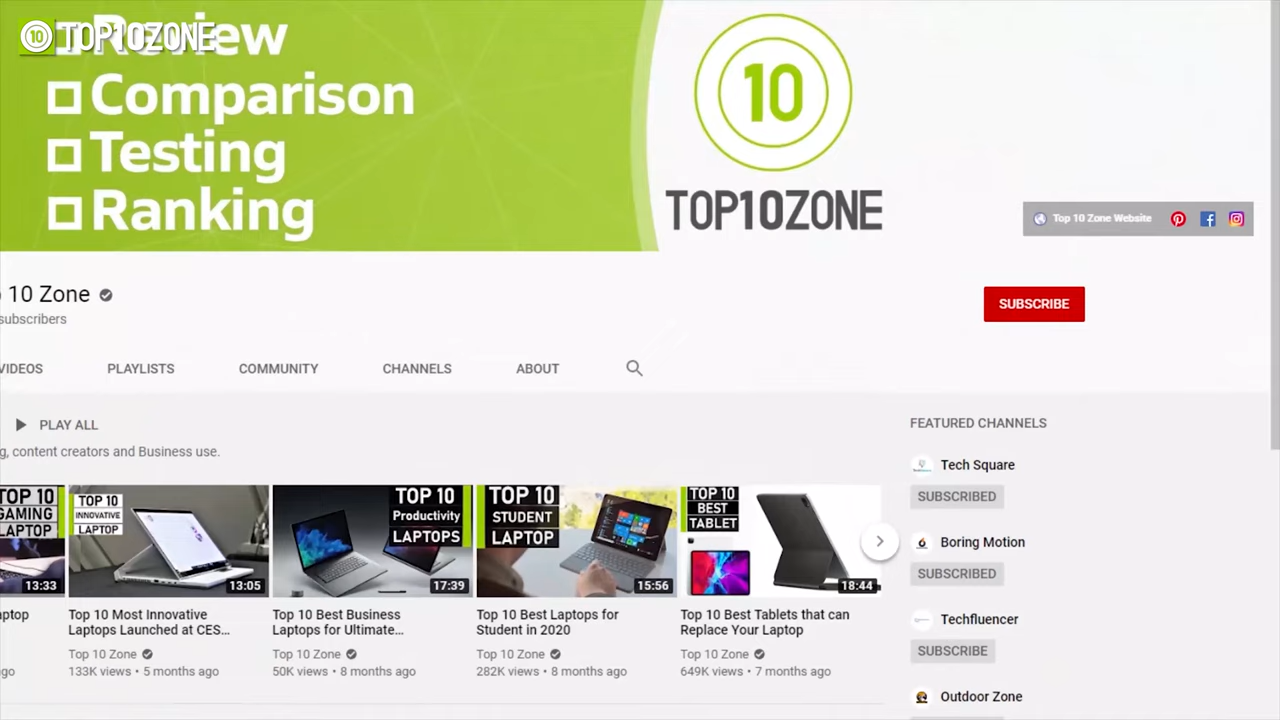 TOP10ZONE
Review
Comparison
Testing
Ranking
10
TOP10ZONE
Top 10 Zone Website
10 Zone
subscribers
SUBSCRIBE
VIDEOS
PLAYLISTS
COMMUNITY
CHANNELS
ABOUT
PLAY ALL
FEATURED CHANNELS
g, content creators and Business use.
Tech Square
SUBSCRIBED
Boring Motion
SUBSCRIBED
Techfluencer
SUBSCRIBE
Outdoor Zone
TOP 10
GAMING
LAPTOP
13:33
TOP 10
INNOVATIVE
LAPTOP
13:05
TOP 10
Productivity
LAPTOPS
17:39
TOP 10
STUDENT
LAPTOP
15:56
TOP 10
BEST
TABLET
18:44
aptop
go
Top 10 Most Innovative
Laptops Launched at CES...
Top 10 Zone
133K views • 5 months ago
Top 10 Best Business
Laptops for Ultimate...
Top 10 Zone
50K views • 8 months ago
Top 10 Best Laptops for
Student in 2020
Top 10 Zone
282K views • 8 months ago
Top 10 Best Tablets that can
Replace Your Laptop
Top 10 Zone
649K views • 7 months ago